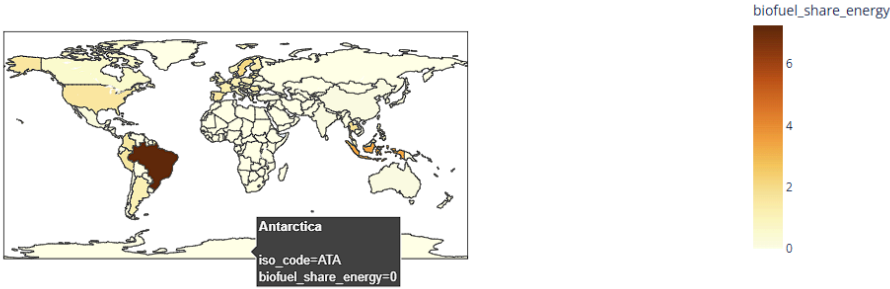 biofuel_share_energy
6
4
2
0
Antarctica
iso_code=ATA
biofuel_share_energy=0